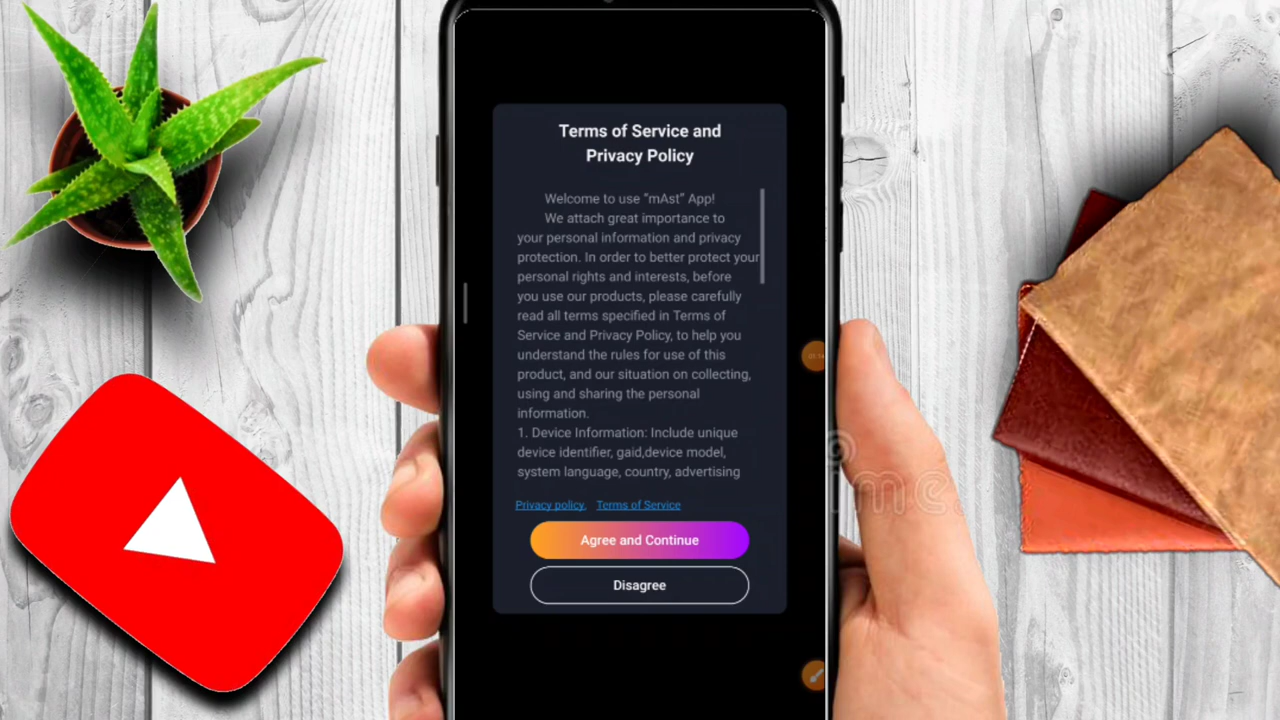 Terms of Service and
Privacy Policy
Welcome to use “mAst” App!
We attach great importance to
your personal information and privacy
protection. In order to better protect your
personal rights and interests, before
you use our products, please carefully
read all terms specified in Terms of
Service and Privacy Policy, to help you
understand the rules for use of this
product, and our situation on collecting,
using and sharing the personal
information.
1. Device Information: Include unique
device identifier, gaid,device model,
system language, country, advertising
Privacy policy. Terms of Service
Agree and Continue
Disagree